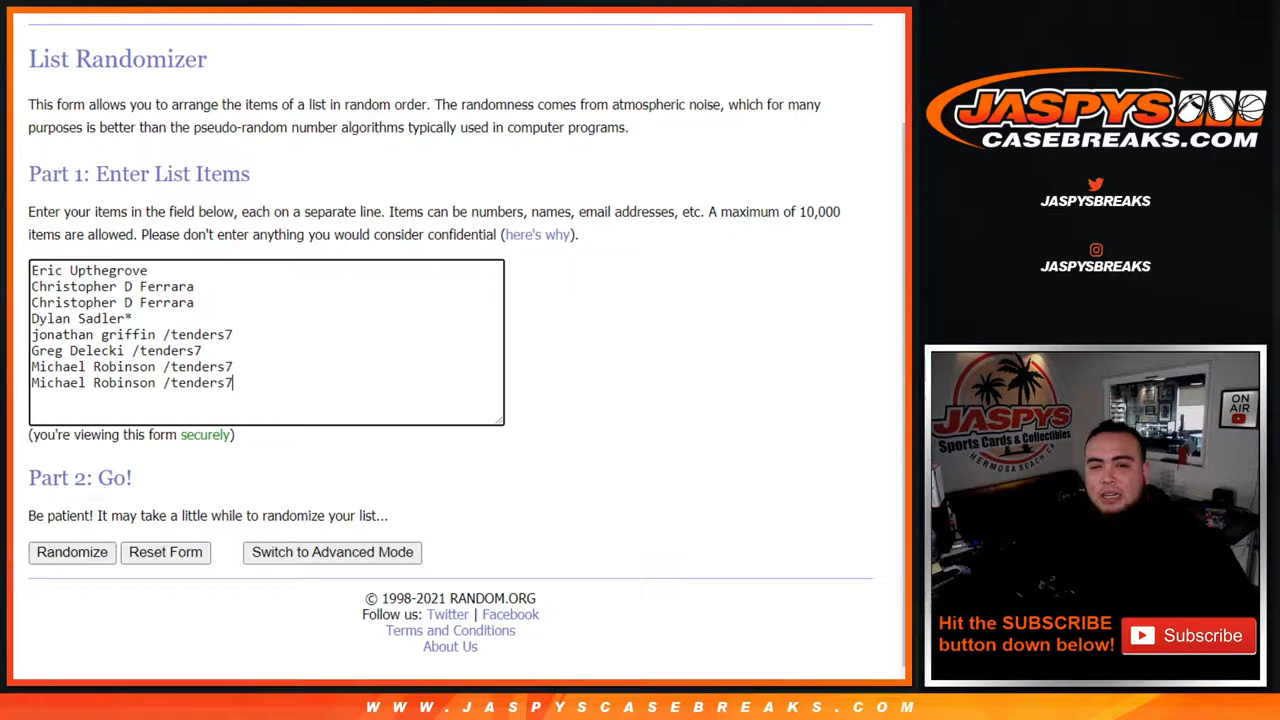 List Randomizer
This form allows you to arrange the items of a list in random order. The randomness comes from atmospheric noise, which for many
purposes is better than the pseudo-random number algorithms typically used in computer programs.
Part 1: Enter List Items
Enter your items in the field below, each on a separate line. Items can be numbers, names, email addresses, etc. A maximum of 10,000
items are allowed. Please don't enter anything you would consider confidential (here's why).
Eric Upthegrove
Christopher D Ferrara
Christopher D Ferrara
Dylan Sadler*
jonathan griffin /tenders7
Greg Delecki /tenders7
Michael Robinson /tenders7
Michael Robinson /tenders7
(you're viewing this form securely)
Part 2: Go!
Be patient! It may take a little while to randomize your list...
Randomize Reset Form Switch to Advanced Mode
© 1998-2021 RANDOM.ORG
Follow us: Twitter | Facebook
Terms and Conditions
About Us
JASPYS
CASEBREAKS.COM
JASPYSBREAKS
JASPYSBREAKS
JASPYS
Sports Cards & Collectibles
HERMOSA BEACH, CA
ON
AIR
Hit the SUBSCRIBE
button down below!
Subscribe
WWW.JASPYSCASEBREAKS.COM